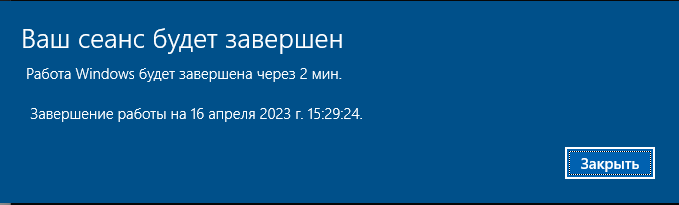 Ваш сеанс будет завершен
Работа Windows будет завершена через 2 мин.
Завершение работы на 16 апреля 2023 г. 15:29:24.
Закрыть